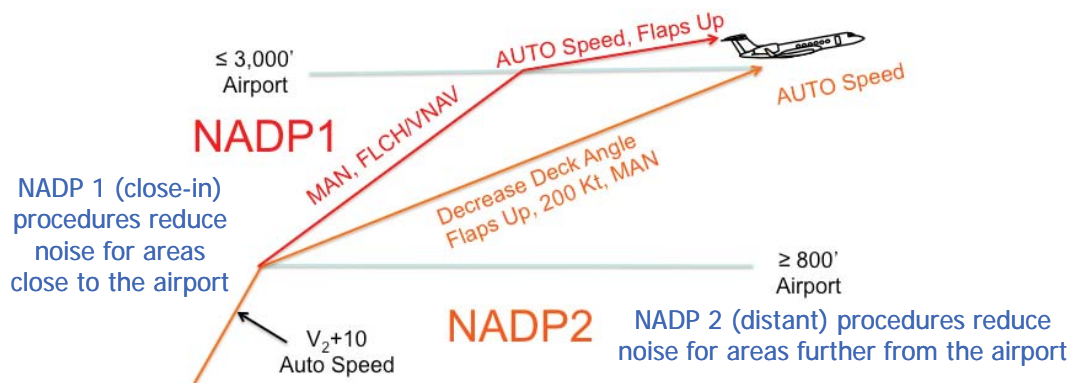 AUTO Speed, Flaps Up
≤ 3,000'
Airport
AUTO Speed
NADP1
MAN, FLCH/VNAV
NADP 1 (close-in)
procedures reduce
noise for areas
close to the airport
Decrease Deck Angle
Flaps Up, 200 Kt, MAN
≥ 800'
Airport
V₂+10
Auto Speed
NADP2
NADP 2 (distant) procedures reduce
noise for areas further from the airport